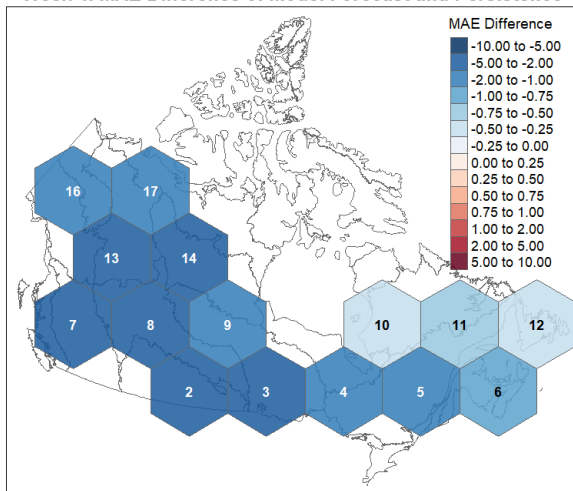 MAE Difference
-10.00 to -5.00
-5.00 to -2.00
-2.00 to -1.00
-1.00 to -0.75
-0.75 to -0.50
-0.50 to -0.25
-0.25 to 0.00
0.00 to 0.25
0.25 to 0.50
0.50 to 0.75
0.75 to 1.00
1.00 to 2.00
2.00 to 5.00
5.00 to 10.00
16 17
13 14
7 8 9 10 11 12
2 3 4 5 6